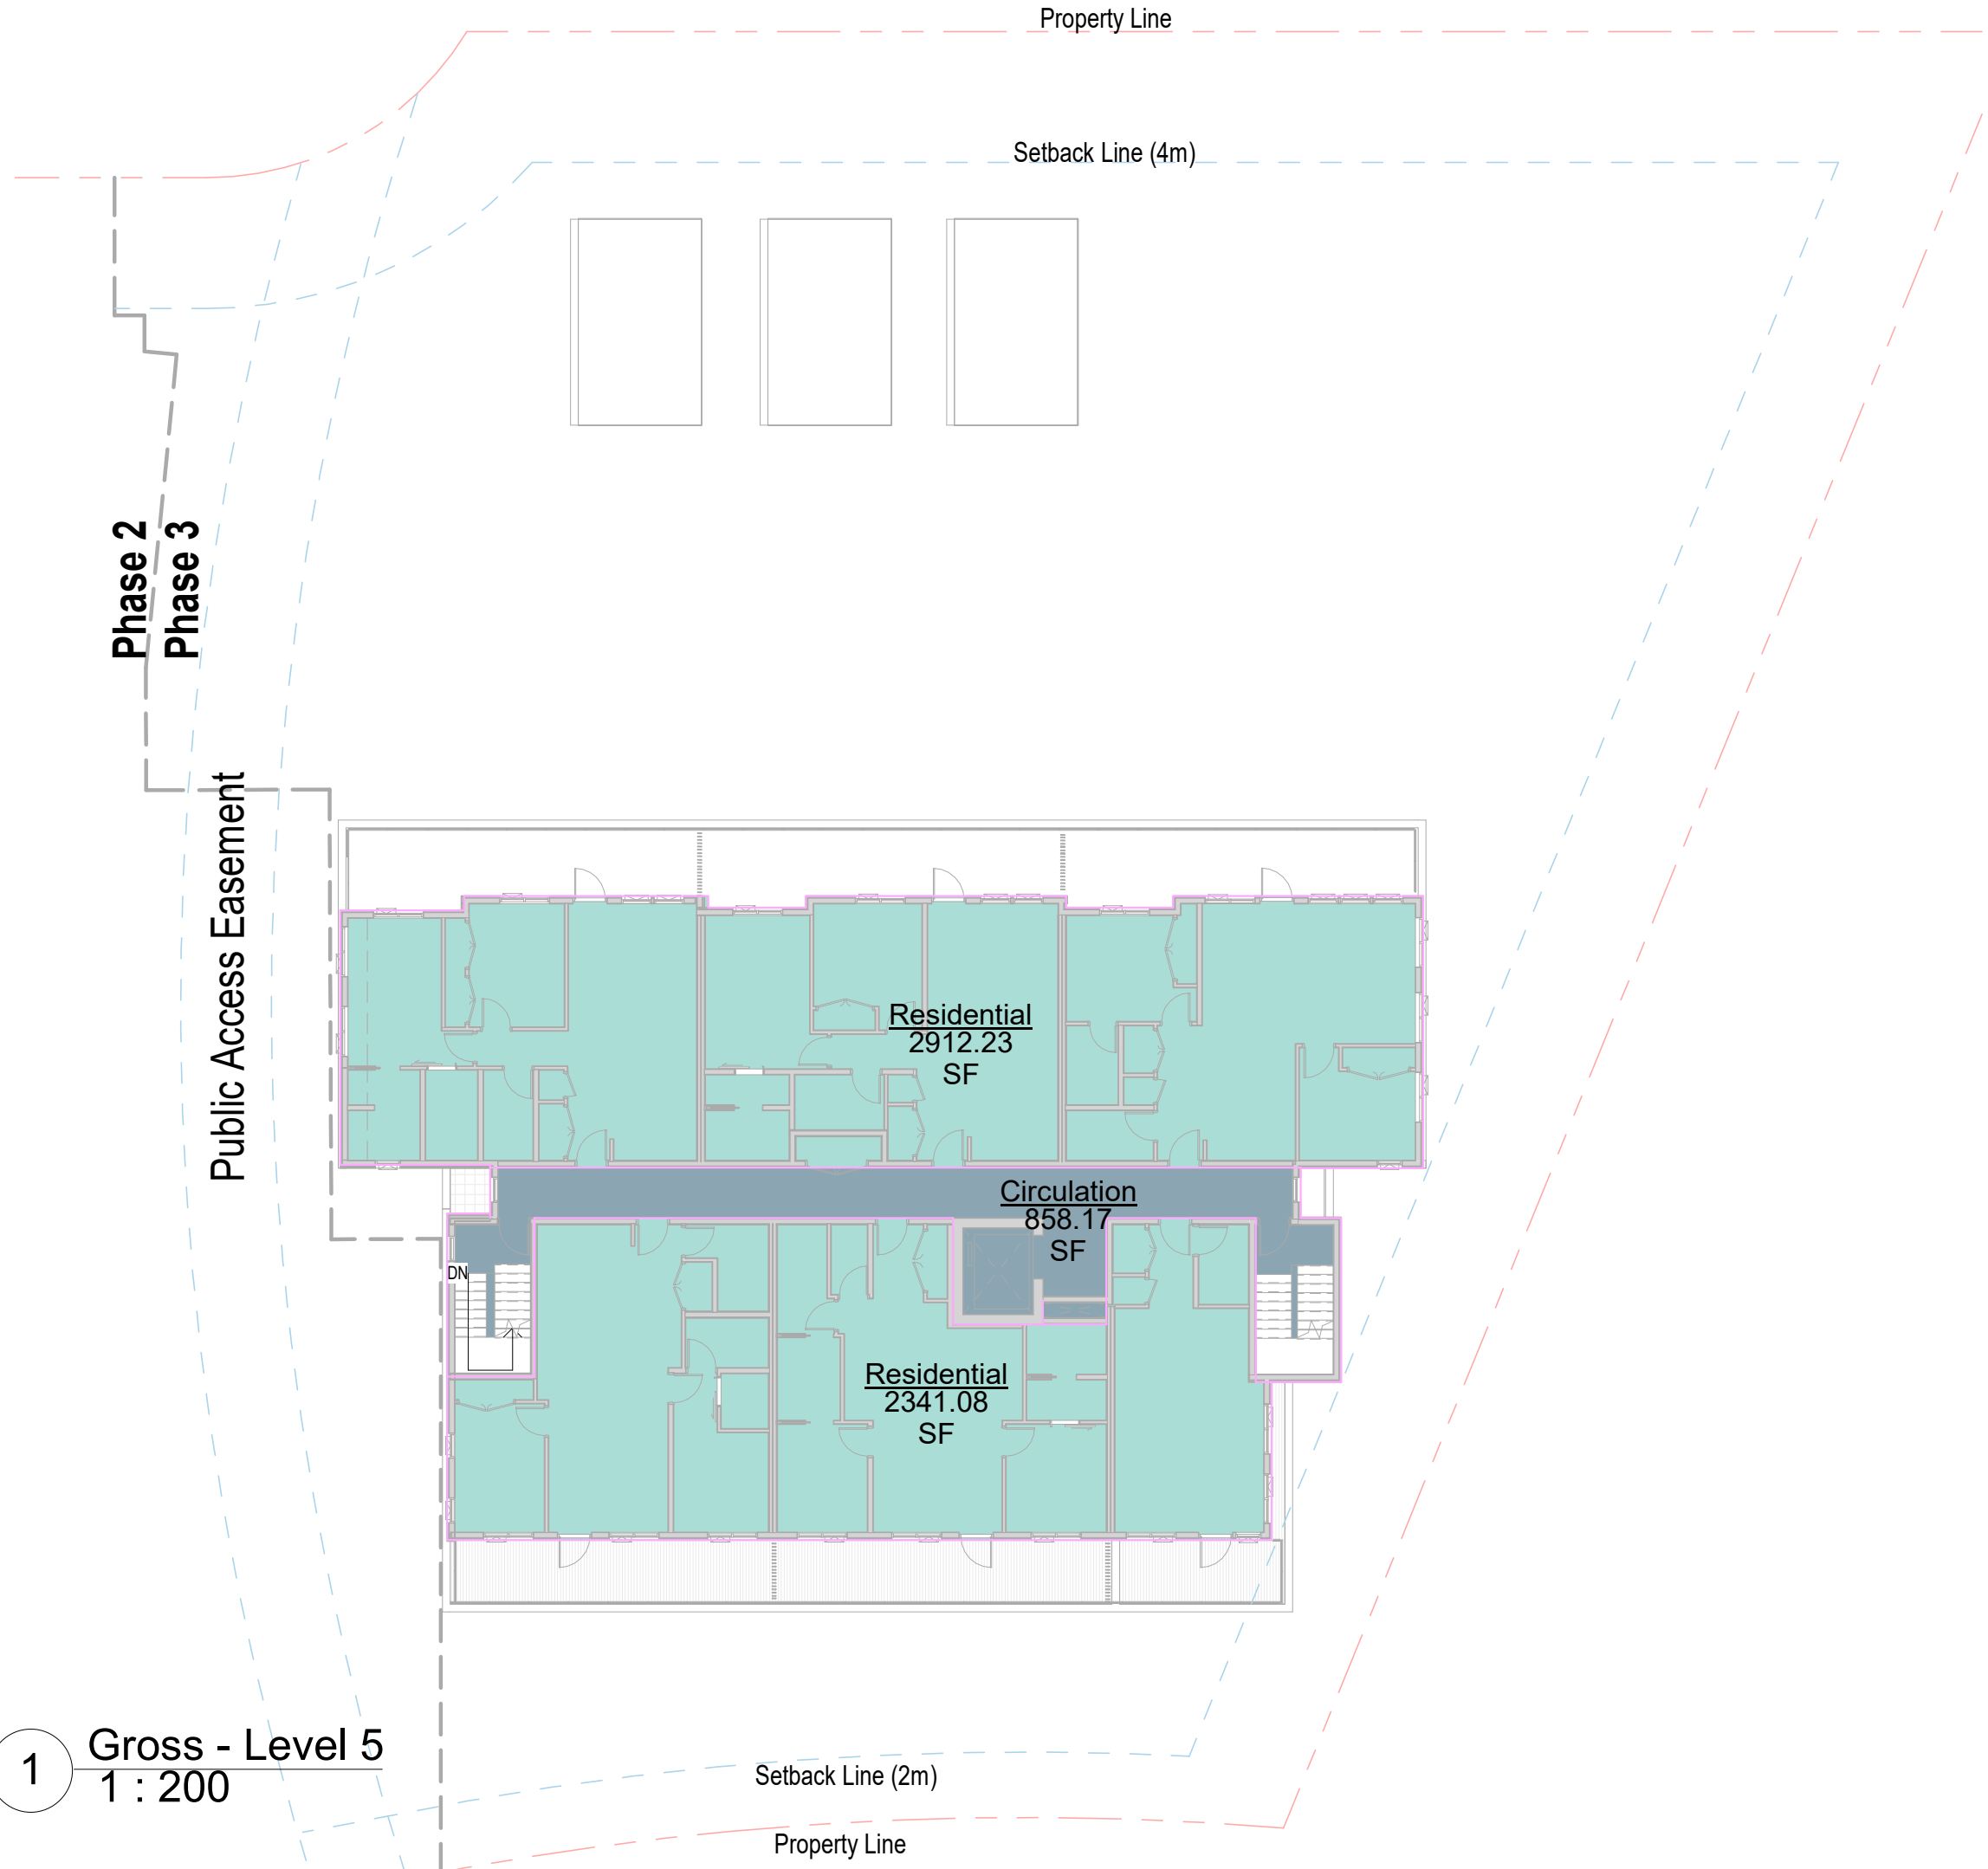 Property Line
Setback Line (4m)
Phase 2
Phase 3
Public Access Easement
Residential
2912.23
SF
Circulation
858.17
SF
DN
Residential
2341.08
SF
1
Gross - Level 5
1 : 200
Setback Line (2m)
Property Line